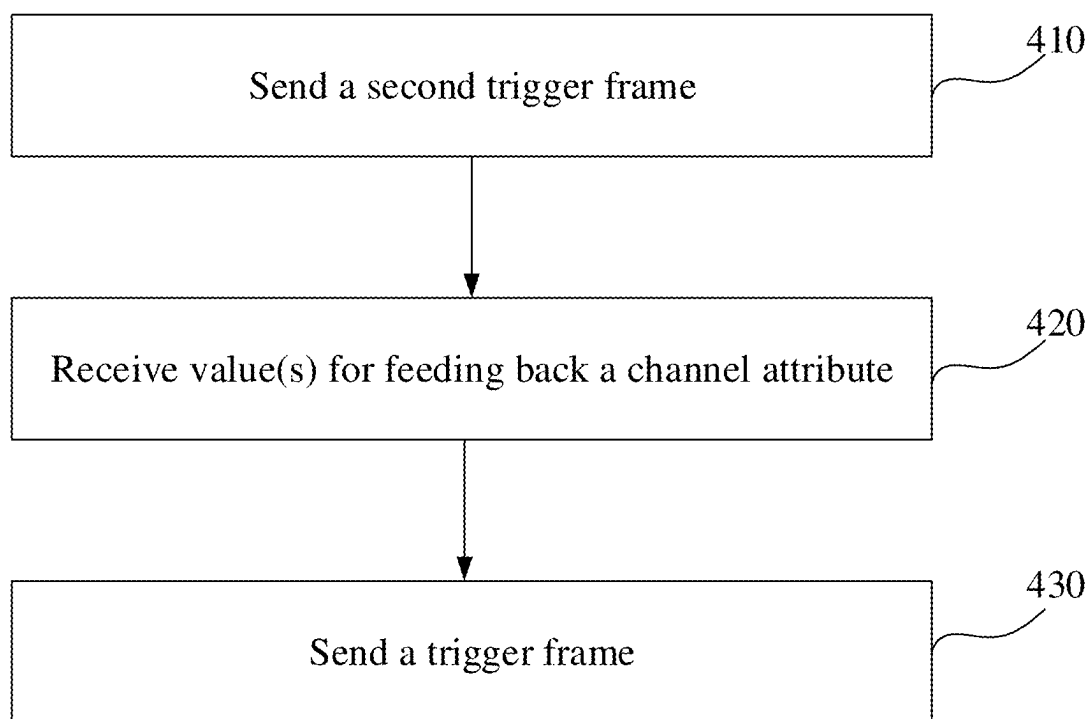 410
Send a second trigger frame
420
Receive value(s) for feeding back a channel attribute
430
Send a trigger frame